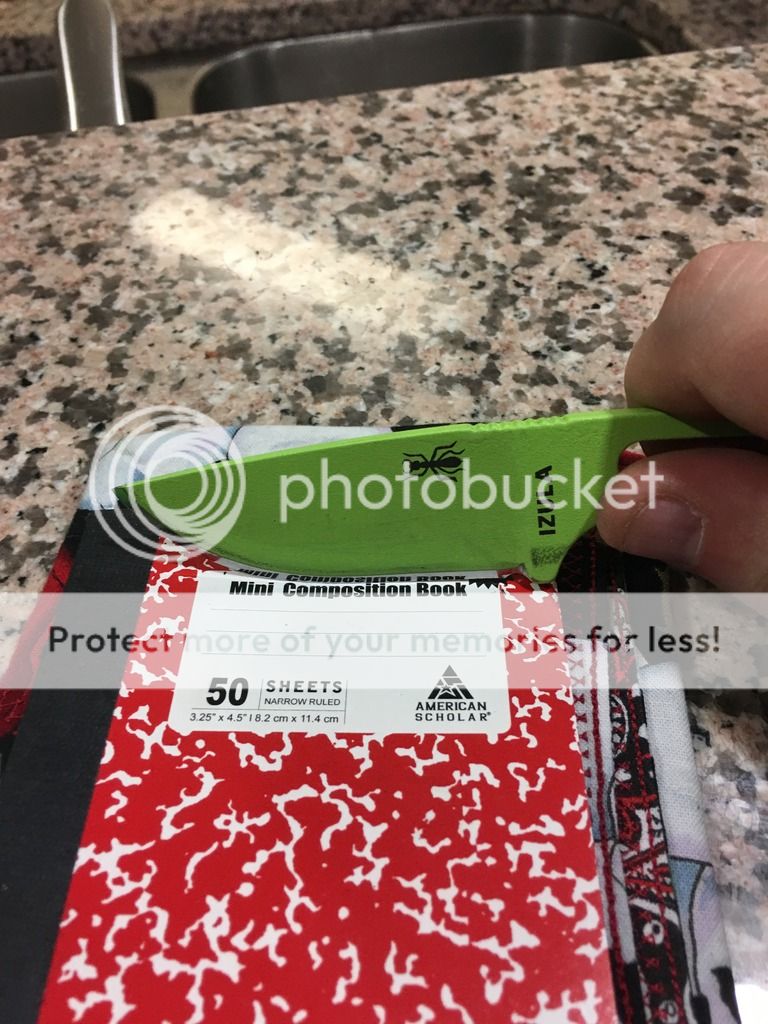 IZULA
photobucket
Mini Composition Book
Protect more of your memories for less!
50 SHEETS
NARROW RULED
3.25" x 4.5" | 8.2 cm x 11.4 cm
AMERICAN
SCHOLAR®